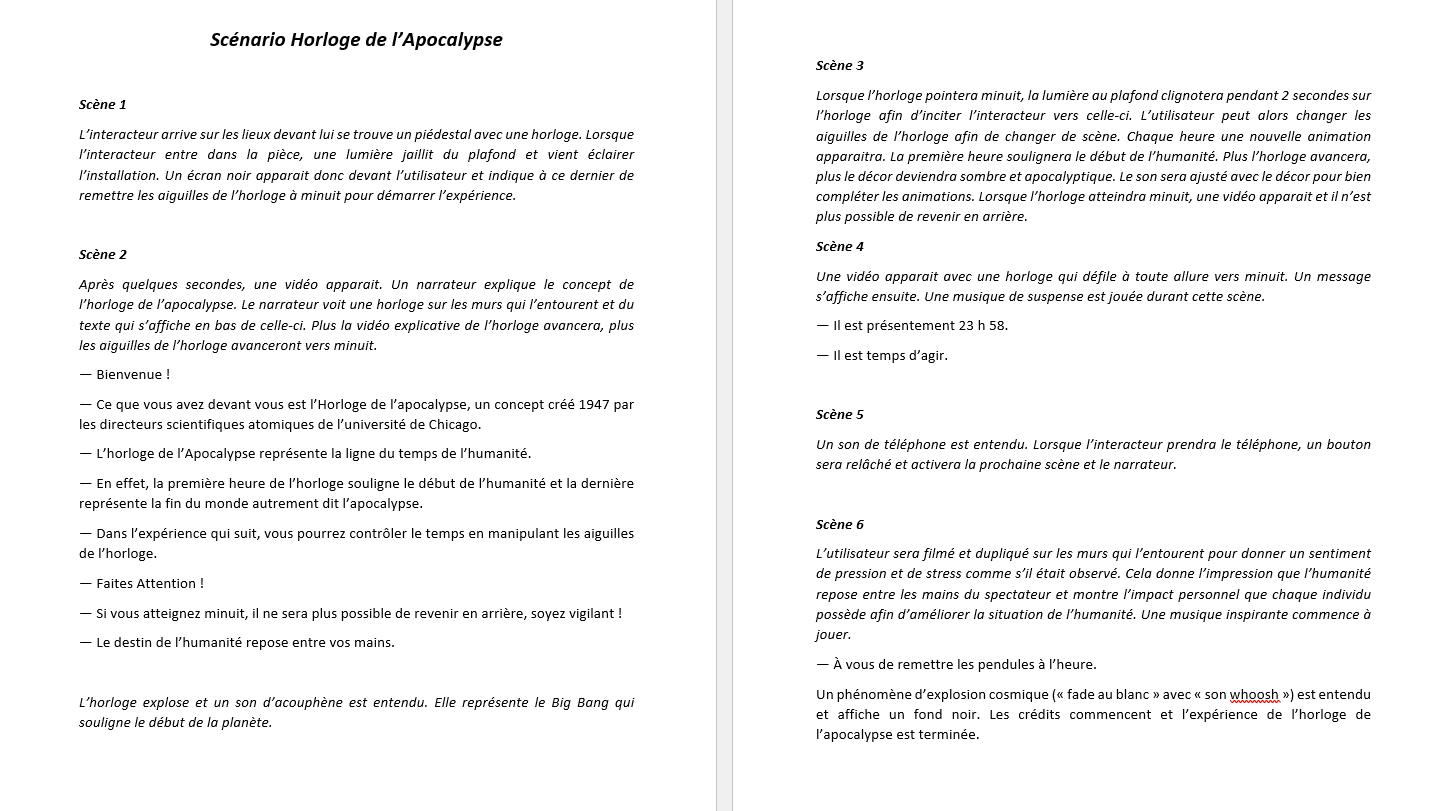 Scénario Horloge de l’Apocalypse
Scène 1
L’interacteur arrive sur les lieux devant lui se trouve un piédestal avec une horloge. Lorsque
l’interacteur entre dans la pièce, une lumière jaillit du plafond et vient éclairer
l’installation. Un écran noir apparait donc devant l’utilisateur et indique à ce dernier de
remettre les aiguilles de l’horloge à minuit pour démarrer l’expérience.
Scène 2
Après quelques secondes, une vidéo apparait. Un narrateur explique le concept de
l’horloge de l’apocalypse. Le narrateur voit une horloge sur les murs qui l’entourent et du
texte qui s’affiche en bas de celle-ci. Plus la vidéo explicative de l’horloge avancera, plus
les aiguilles de l’horloge avanceront vers minuit.
— Bienvenue !
— Ce que vous avez devant vous est l’Horloge de l’apocalypse, un concept créé 1947 par
les directeurs scientifiques atomiques de l’université de Chicago.
— L’horloge de l’Apocalypse représente la ligne du temps de l’humanité.
— En effet, la première heure de l’horloge souligne le début de l’humanité et la dernière
représente la fin du monde autrement dit l’apocalypse.
— Dans l’expérience qui suit, vous pourrez contrôler le temps en manipulant les aiguilles
de l’horloge.
— Faites Attention !
— Si vous atteignez minuit, il ne sera plus possible de revenir en arrière, soyez vigilant !
— Le destin de l’humanité repose entre vos mains.
L’horloge explose et un son d’acouphène est entendu. Elle représente le Big Bang qui
souligne le début de la planète.
Scène 3
Lorsque l’horloge pointera minuit, la lumière au plafond clignotera pendant 2 secondes sur
l’horloge afin d’inciter l’interacteur vers celle-ci. L’utilisateur peut alors changer les
aiguilles de l’horloge afin de changer de scène. Chaque heure une nouvelle animation
apparaitra. La première heure soulignera le début de l’humanité. Plus l’horloge avancera,
plus le décor deviendra sombre et apocalyptique. Le son sera ajusté avec le décor pour bien
compléter les animations. Lorsque l’horloge atteindra minuit, une vidéo apparait et il n’est
plus possible de revenir en arrière.
Scène 4
Une vidéo apparait avec une horloge qui défile à toute allure vers minuit. Un message
s’affiche ensuite. Une musique de suspense est jouée durant cette scène.
— Il est présentement 23 h 58.
— Il est temps d’agir.
Scène 5
Un son de téléphone est entendu. Lorsque l’interacteur prendra le téléphone, un bouton
sera relâché et activera la prochaine scène et le narrateur.
Scène 6
L’utilisateur sera filmé et dupliqué sur les murs qui l’entourent pour donner un sentiment
de pression et de stress comme s’il était observé. Cela donne l’impression que l’humanité
repose entre les mains du spectateur et montre l’impact personnel que chaque individu
possède afin d’améliorer la situation de l’humanité. Une musique inspirante commence à
jouer.
— À vous de remettre les pendules à l’heure.
Un phénomène d’explosion cosmique (« fade au blanc » avec « son whoosh ») est entendu
et affiche un fond noir. Les crédits commencent et l’expérience de l’horloge de
l’apocalypse est terminée.